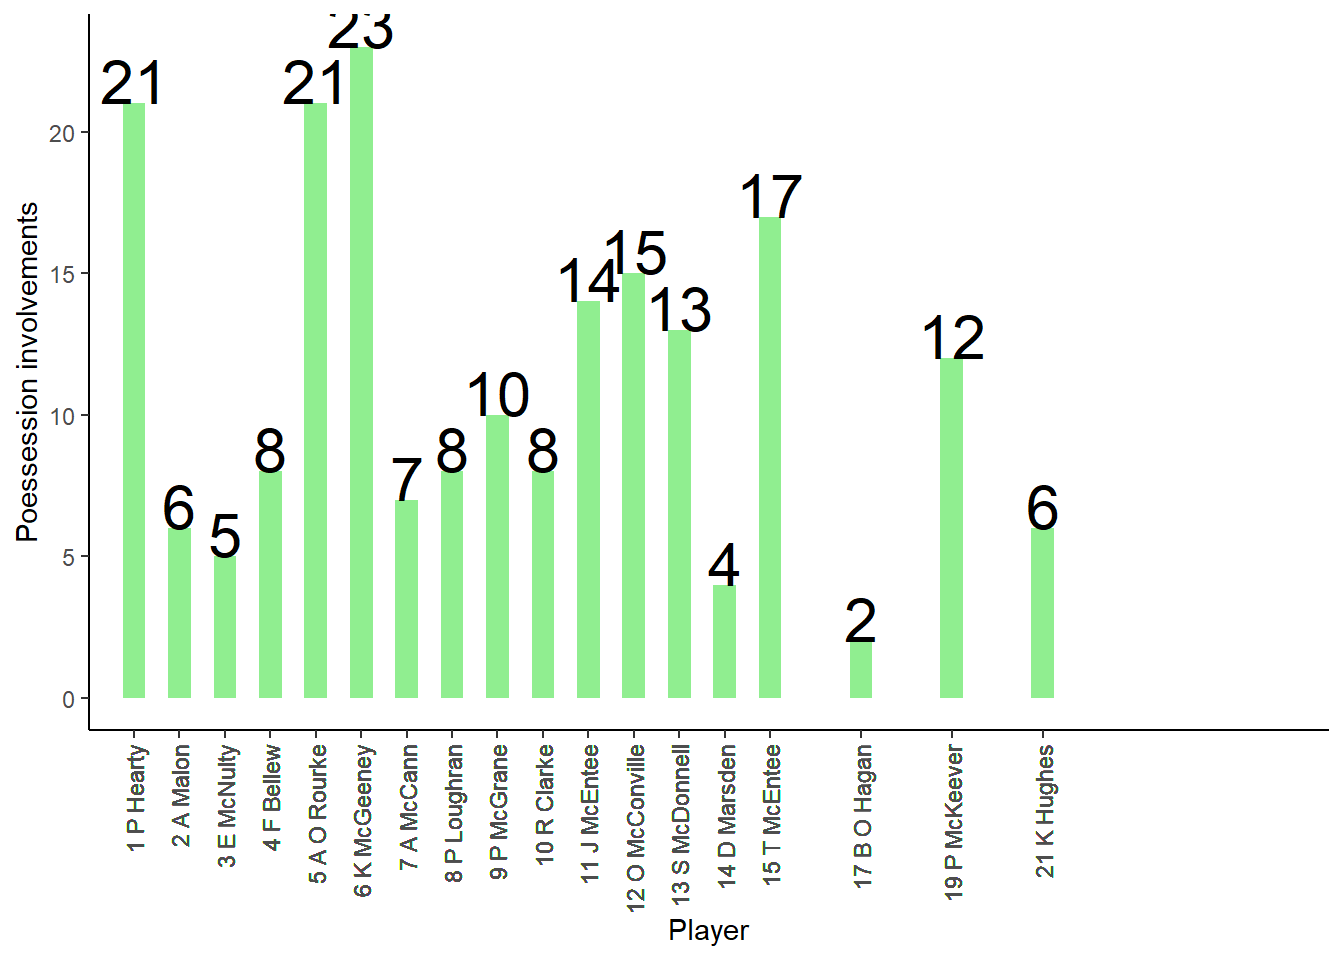 Poessession involvements
20
15
10
5
0
21
6
5
8
21
23
7
8
10
8
14
15
13
4
17
2
12
6
1 P Hearty
2 A Malon
3 E McNulty
4 F Bellew
5 A O Rourke
6 K McGeeney
7 A McCann
8 P Loughran
9 P McGrane
10 R Clarke
11 J McEntee
12 O McConville
13 S McDonnell
14 D Marsden
15 T McEntee
17 B O Hagan
19 P McKeever
21 K Hughes
Player